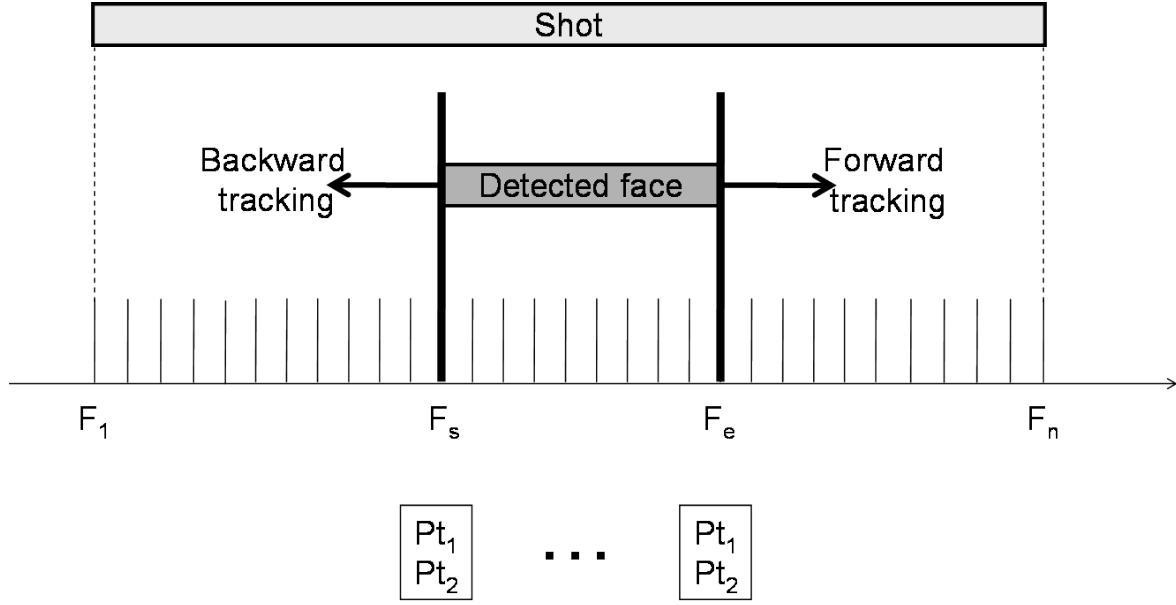 Shot
Backward
tracking
Detected face
Forward
tracking
F₁
Fₛ
Fₑ
Fₙ
Pt₁
Pt₂
...
Pt₁
Pt₂